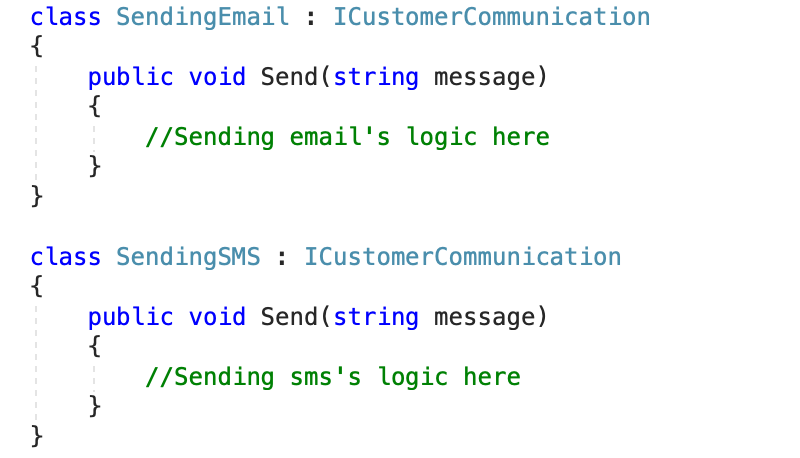 class SendingEmail : ICustomerCommunication
{
    public void Send(string message)
    {
        //Sending email's logic here
    }
}

class SendingSMS : ICustomerCommunication
{
    public void Send(string message)
    {
        //Sending sms's logic here
    }
}